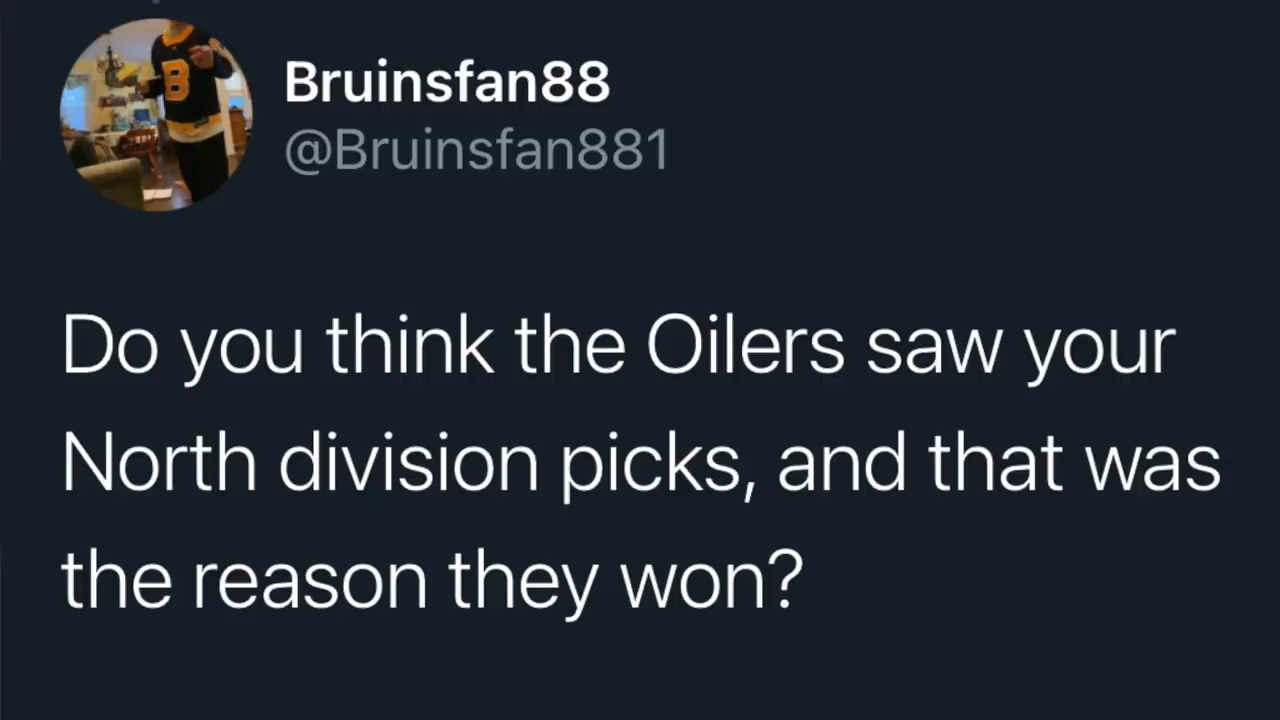 B
Bruinsfan88
@Bruinsfan881
Do you think the Oilers saw your
North division picks, and that was
the reason they won?